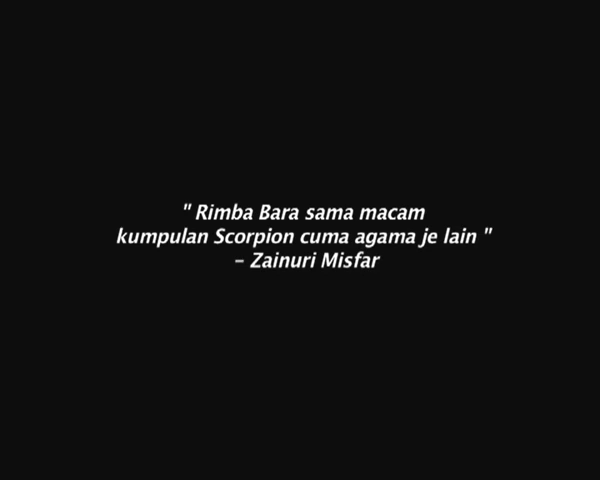 " Rimba Bara sama macam
kumpulan Scorpion cuma agama je lain "
– Zainuri Misfar